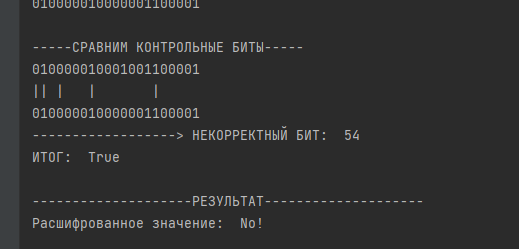 010000010000001100001
-----СРАВНИМ КОНТРОЛЬНЫЕ БИТЫ-----
010000010001001100001
|| |   |       |
010000010000001100001
------------------> НЕКОРРЕКТНЫЙ БИТ:  54
ИТОГ:  True
--------------------РЕЗУЛЬТАТ--------------------
Расшифрованное значение:  No!